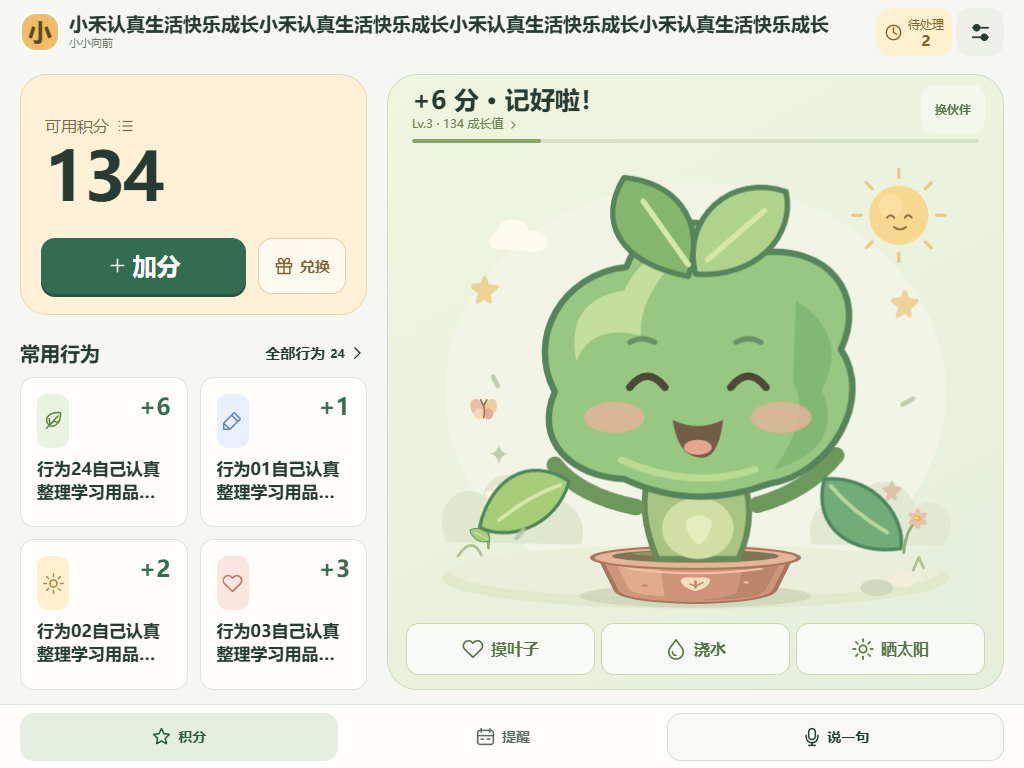 小
小禾认真生活快乐成长小禾认真生活快乐成长小禾认真生活快乐成长小禾认真生活快乐成长
小小向前
待处理
2
可用积分
134
+ 加分
兑换
+6 分 · 记好啦!
Lv.3 · 134 成长值 >
换伙伴
常用行为
全部行为 24 >
+6
行为24自己认真
整理学习用品...
+1
行为01自己认真
整理学习用品...
+2
行为02自己认真
整理学习用品...
+3
行为03自己认真
整理学习用品...
摸叶子
浇水
晒太阳
积分
提醒
说一句